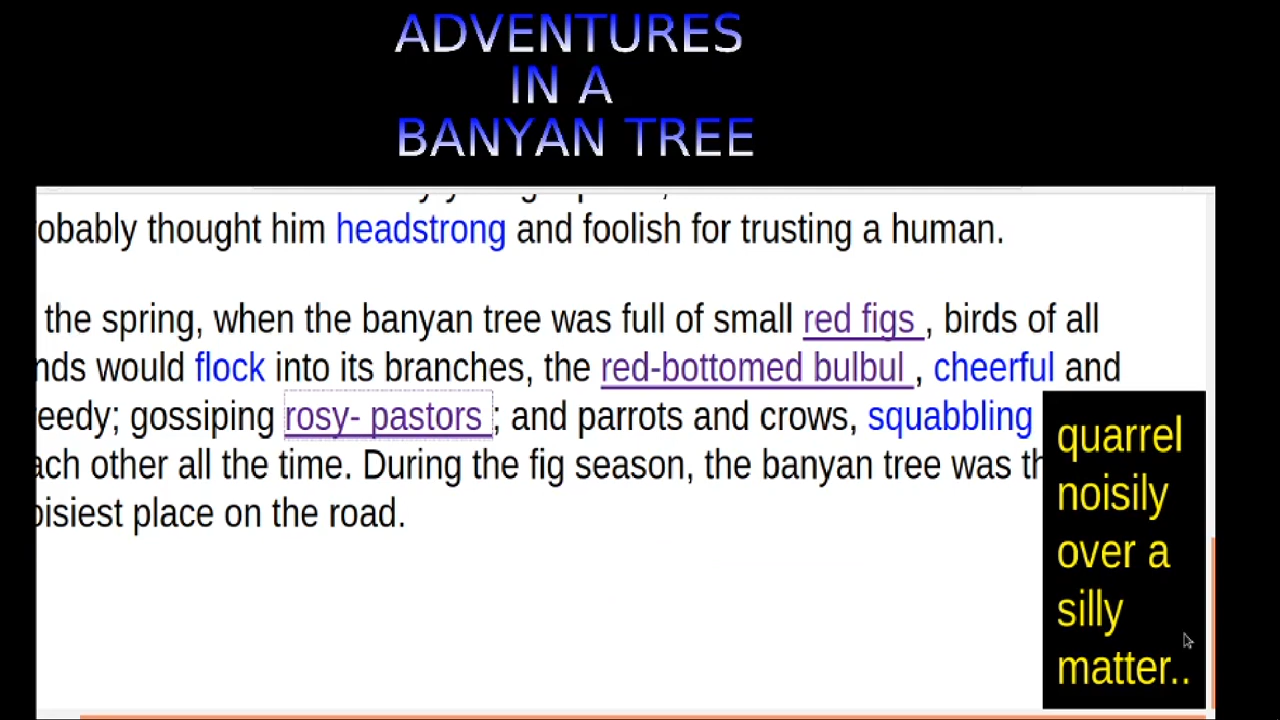 ADVENTURES
IN A
BANYAN TREE
obably thought him headstrong and foolish for trusting a human.
the spring, when the banyan tree was full of small red figs , birds of all
nds would flock into its branches, the red-bottomed bulbul , cheerful and
eedy; gossiping rosy- pastors ; and parrots and crows, squabbling
ach other all the time. During the fig season, the banyan tree was th
oisiest place on the road.
quarrel
noisily
over a
silly
matter..